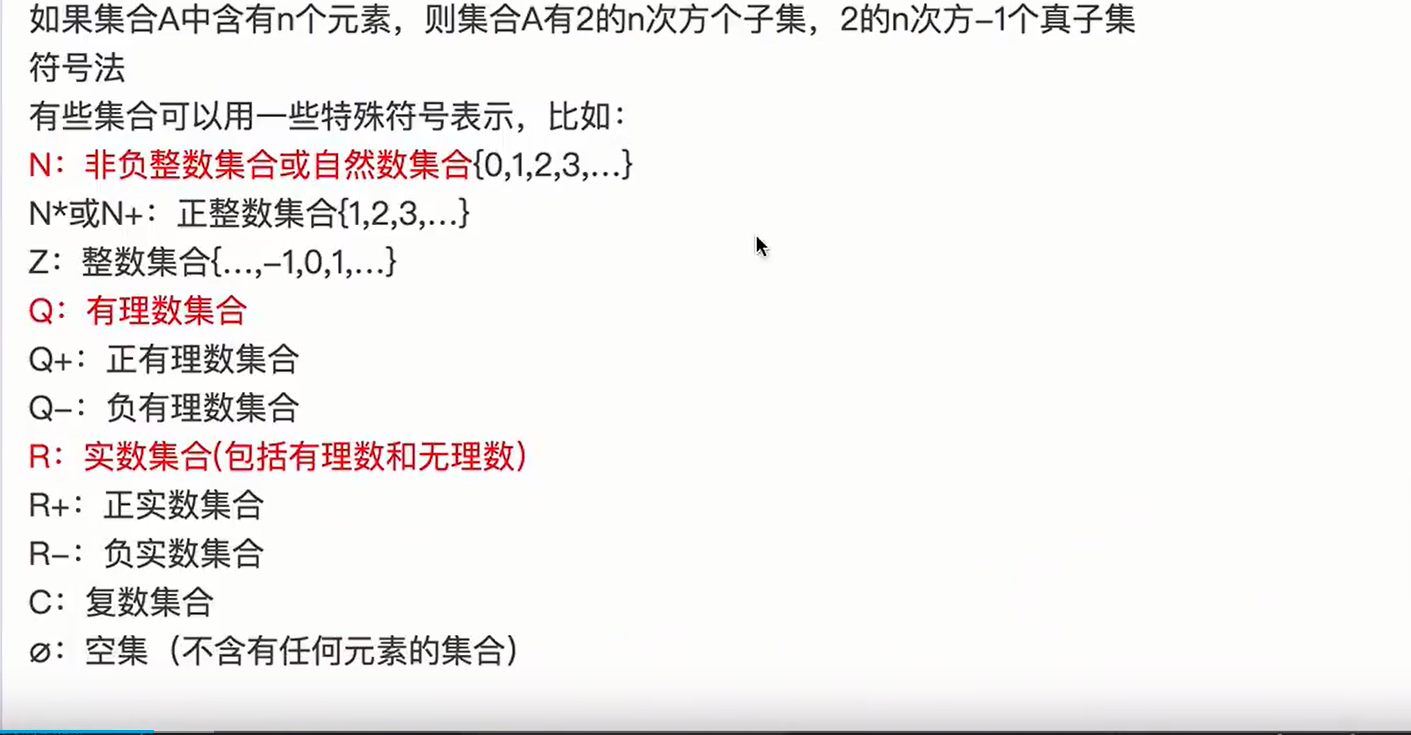 如果集合A中含有n个元素，则集合A有2的n次方个子集，2的n次方-1个真子集
符号法
有些集合可以用一些特殊符号表示，比如：
N：非负整数集合或自然数集合{0,1,2,3,…}
N*或N+：正整数集合{1,2,3,…}
Z：整数集合{…,-1,0,1,…}
Q：有理数集合
Q+：正有理数集合
Q-：负有理数集合
R：实数集合(包括有理数和无理数)
R+：正实数集合
R-：负实数集合
C：复数集合
∅：空集（不含有任何元素的集合）